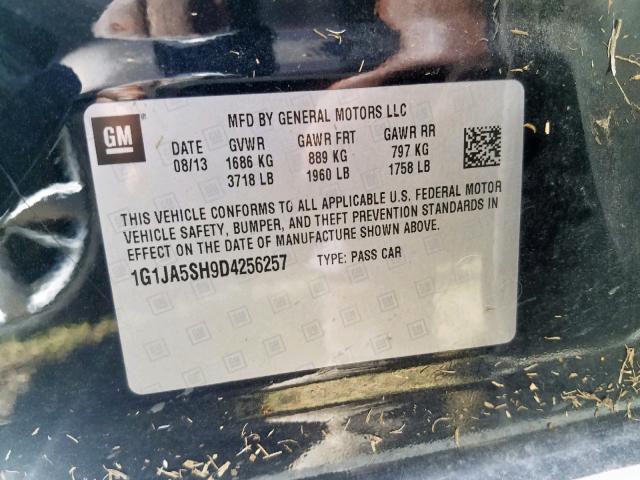 GM
MFD BY GENERAL MOTORS LLC
DATE GVWR GAWR FRT GAWR RR
08/13 1686 KG 889 KG 797 KG
3718 LB 1960 LB 1758 LB
THIS VEHICLE CONFORMS TO ALL APPLICABLE U.S. FEDERAL MOTOR
VEHICLE SAFETY, BUMPER, AND THEFT PREVENTION STANDARDS IN
EFFECT ON THE DATE OF MANUFACTURE SHOWN ABOVE.
1G1JA5SH9D4256257 TYPE: PASS CAR